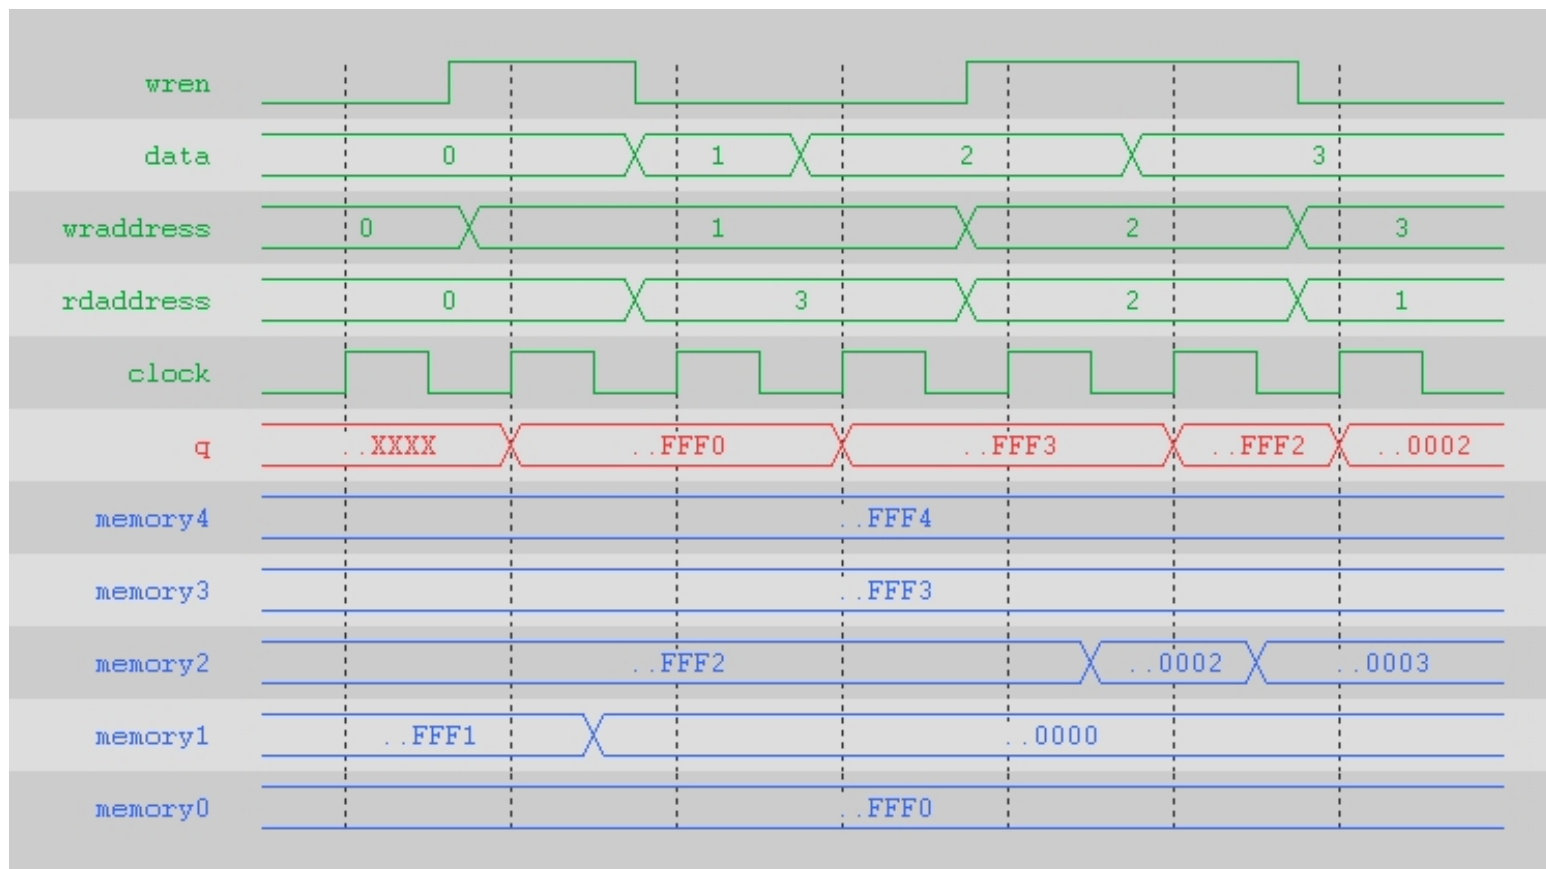 wren
data 0 1 2 3
wraddress 0 1 2 3
rdaddress 0 3 2 1
clock
q ..XXXX ..FFF0 ..FFF3 ..FFF2 ..0002
memory4 ..FFF4
memory3 ..FFF3
memory2 ..FFF2 ..0002 ..0003
memory1 ..FFF1 ..0000
memory0 ..FFF0